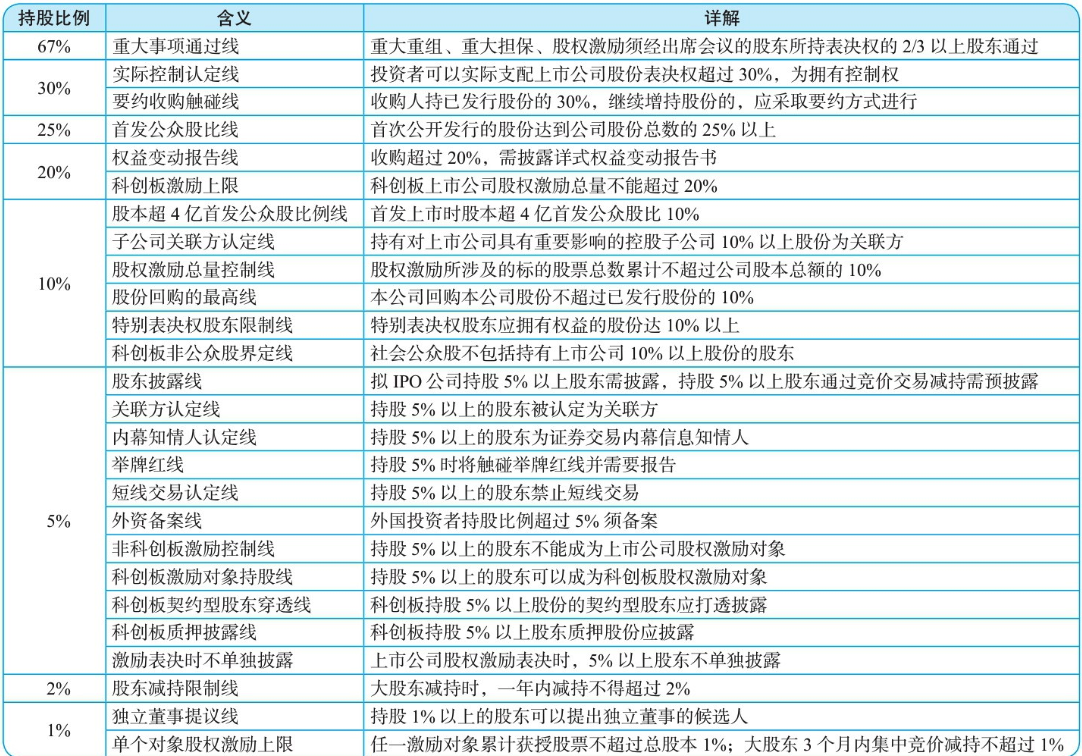 持股比例 含义 详解
67% 重大事项通过线 重大重组、重大担保、股权激励须经出席会议的股东所持表决权的 2/3 以上股东通过
30% 实际控制认定线 投资者可以实际支配上市公司股份表决权超过 30%，为拥有控制权
要约收购触碰线 收购人持已发行股份的 30%，继续增持股份的，应采取要约方式进行
25% 首发公众股比线 首次公开发行的股份达到公司股份总数的 25% 以上
20% 权益变动报告线 收购超过 20%，需披露详式权益变动报告书
科创板激励上限 科创板上市公司股权激励总量不能超过 20%
10% 股本超 4 亿首发公众股比例线 首发上市时股本超 4 亿首发公众股比 10%
子公司关联方认定线 持有对上市公司具有重要影响的控股子公司 10% 以上股份为关联方
股权激励总量控制线 股权激励所涉及的标的股票总数累计不超过公司股本总额的 10%
股份回购的最高线 本公司回购本公司股份不超过已发行股份的 10%
特别表决权股东限制线 特别表决权股东应拥有权益的股份达 10% 以上
科创板非公众股界定线 社会公众股不包括持有上市公司 10% 以上股份的股东
5% 股东披露线 拟 IPO 公司持股 5% 以上股东需披露，持股 5% 以上股东通过竞价交易减持需预披露
关联方认定线 持股 5% 以上的股东被认定为关联方
内幕知情人认定线 持股 5% 以上的股东为证券交易内幕信息知情人
举牌红线 持股 5% 时将触碰举牌红线并需要报告
短线交易认定线 持股 5% 以上的股东禁止短线交易
外资备案线 外国投资者持股比例超过 5% 须备案
非科创板激励控制线 持股 5% 以上的股东不能成为上市公司股权激励对象
科创板激励对象持股线 持股 5% 以上的股东可以成为科创板股权激励对象
科创板契约型股东穿透线 科创板持股 5% 以上股份的契约型股东应打透披露
科创板质押披露线 科创板持股 5% 以上股东质押股份应披露
激励表决时不单独披露 上市公司股权激励表决时，5% 以上股东不单独披露
2% 股东减持限制线 大股东减持时，一年内减持不得超过 2%
1% 独立董事提议线 持股 1% 以上的股东可以提出独立董事的候选人
单个对象股权激励上限 任一激励对象累计获授股票不超过总股本 1%；大股东 3 个月内集中竞价减持不超过 1%